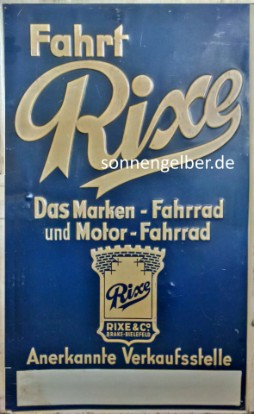 Fahrt
Rixe
sonnengelber.de
Das Marken - Fahrrad
und Motor - Fahrrad
Rixe
RIXE & Co
BRAKE-BIELEFELD
Anerkannte Verkaufsstelle